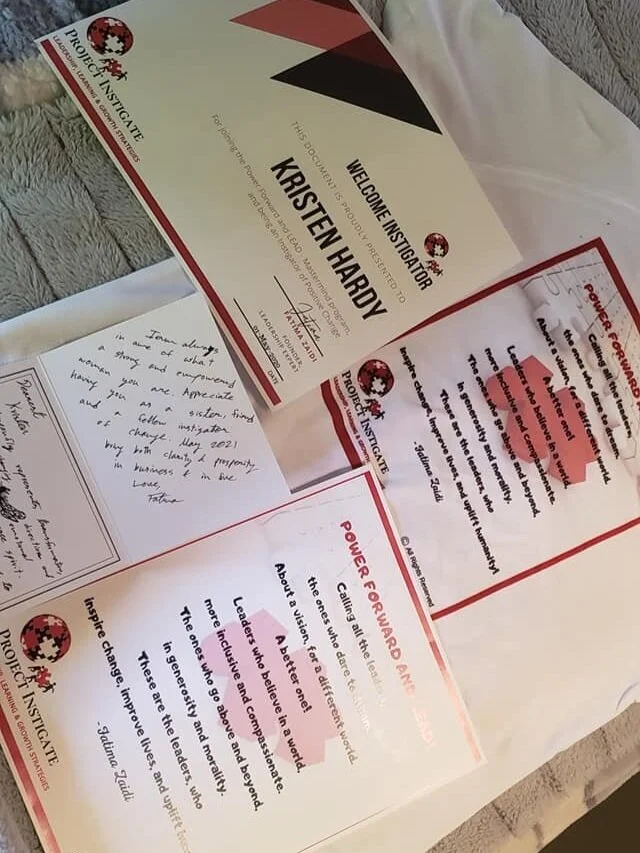 PROJECT INSTIGATE
LEADERSHIP, LEARNING & GROWTH STRATEGIES
WELCOME INSTIGATOR
THIS DOCUMENT IS PROUDLY PRESENTED TO
KRISTEN HARDY
For joining the Power Forward and LEAD - Mastermind program,
and being an Instigator of Positive Change.
FATIMA ZAIDI
FOUNDER,
LEADERSHIP EXPERT
01 MAY 2020
DATE
I am always
in awe of what
a strong and empowered
woman you are. Appreciate
having you as a sister, friend
and a fellow instigator
of change. May 2021
bring both clarity & prosperity
in business & in live
Love,
Fatima
Dearest
POWER FORWARD
Calling all the leaders,
the ones who dare to dream
About a vision, for a different world.
A better one!
Leaders who believe in a world,
more inclusive and compassionate.
The ones who go above and beyond,
in generosity and morality.
These are the leaders, who
inspire change, improve lives, and uplift humanity!
-Fatima Zaidi
PROJECT INSTIGATE
© All Rights Reserved
POWER FORWARD AND LEAD!
Calling all the leaders,
the ones who dare to
About a vision, for a different world.
A better one!
Leaders who believe in a world,
more inclusive and compassionate.
The ones who go above and beyond,
in generosity and morality.
These are the leaders, who
inspire change, improve lives, and uplift
-Fatima Zaidi
PROJECT INSTIGATE
LEARNING & GROWTH STRATEGIES